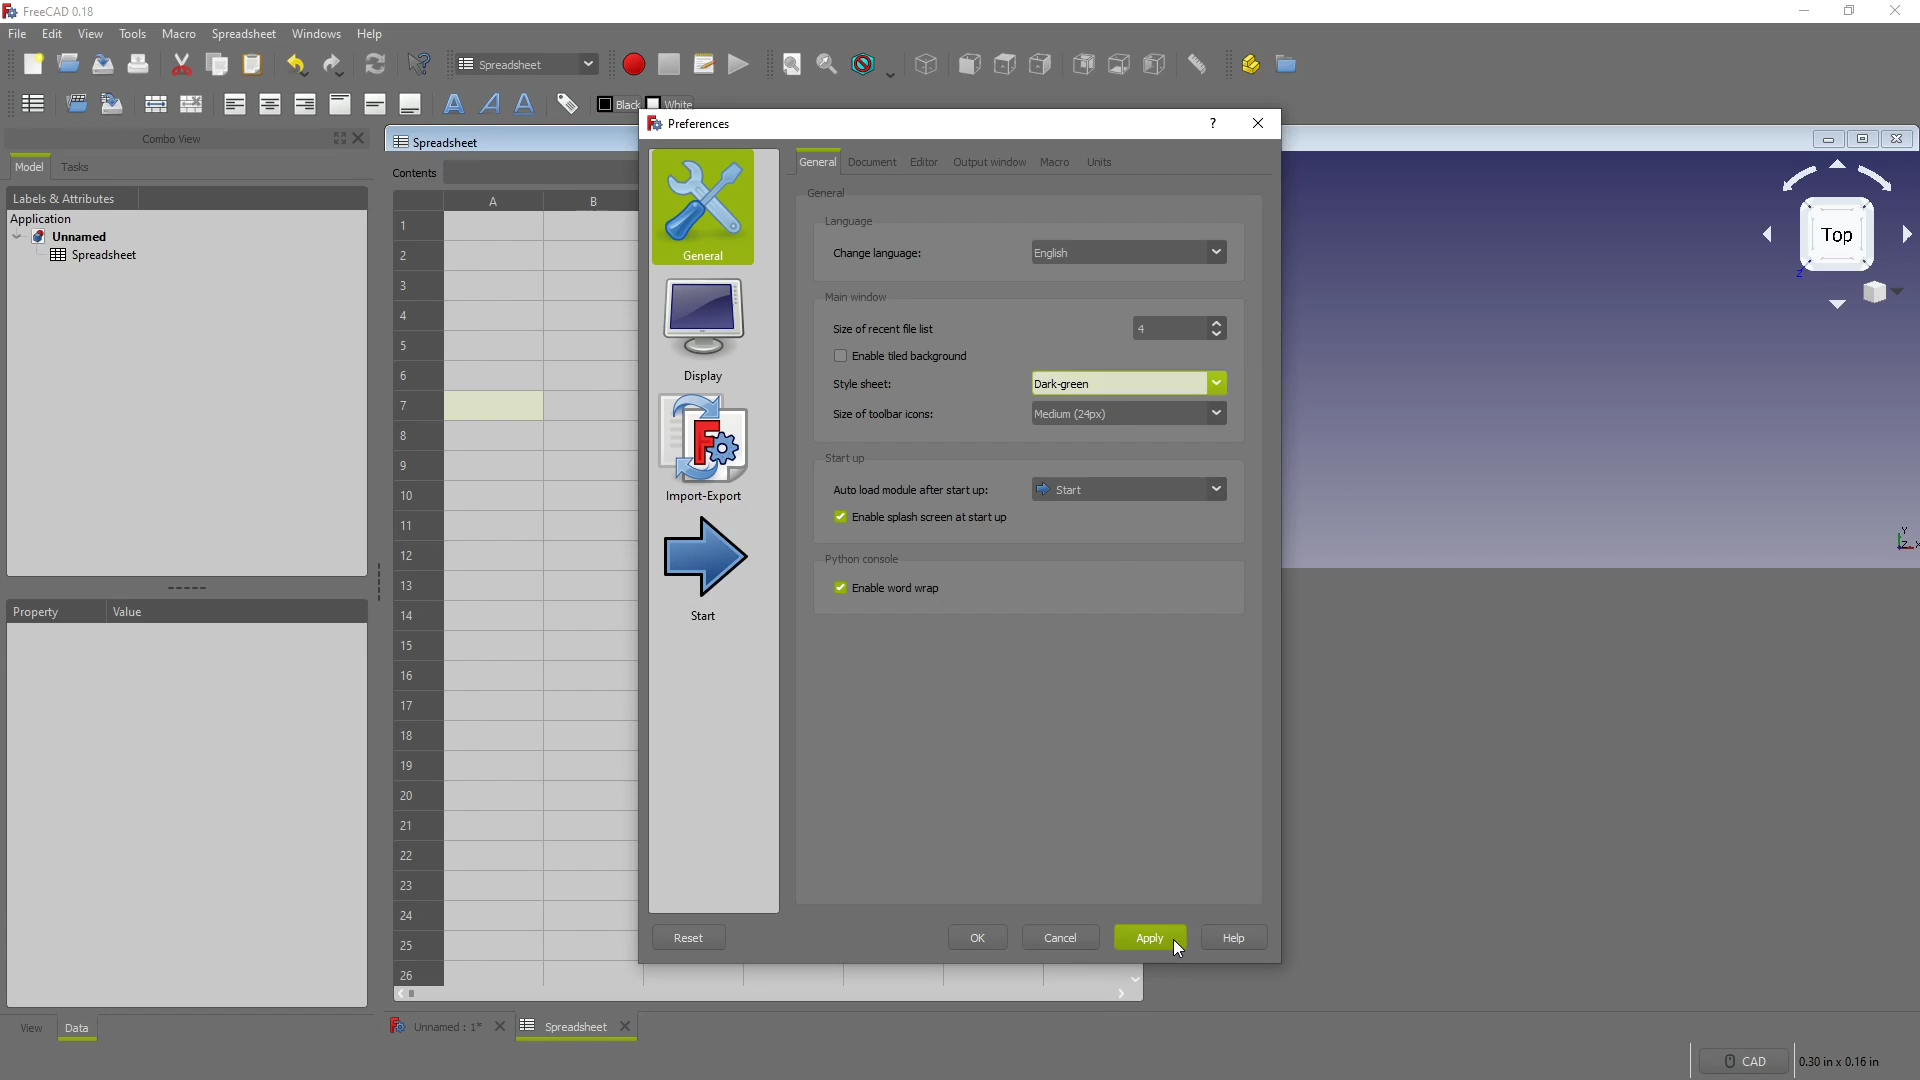 FreeCAD 0.18
File Edit View Tools Macro Spreadsheet Windows Help
Spreadsheet
Black White
Combo View
Model Tasks
Labels & Attributes
Application
Unnamed
Spreadsheet
Property Value
View Data
Spreadsheet
Contents
A B
1
2
3
4
5
6
7
8
9
10
11
12
13
14
15
16
17
18
19
20
21
22
23
24
25
26
Unnamed : 1*
Spreadsheet
Preferences
?
General
Display
Import-Export
Start
General Document Editor Output window Macro Units
General
Language
Change language: English
Main window
Size of recent file list 4
Enable tiled background
Style sheet: Dark-green
Size of toolbar icons: Medium (24px)
Start up
Auto load module after start up: Start
Enable splash screen at start up
Python console
Enable word wrap
Reset OK Cancel Apply Help
Top
Z
Y
Z X
CAD 0.30 in x 0.16 in